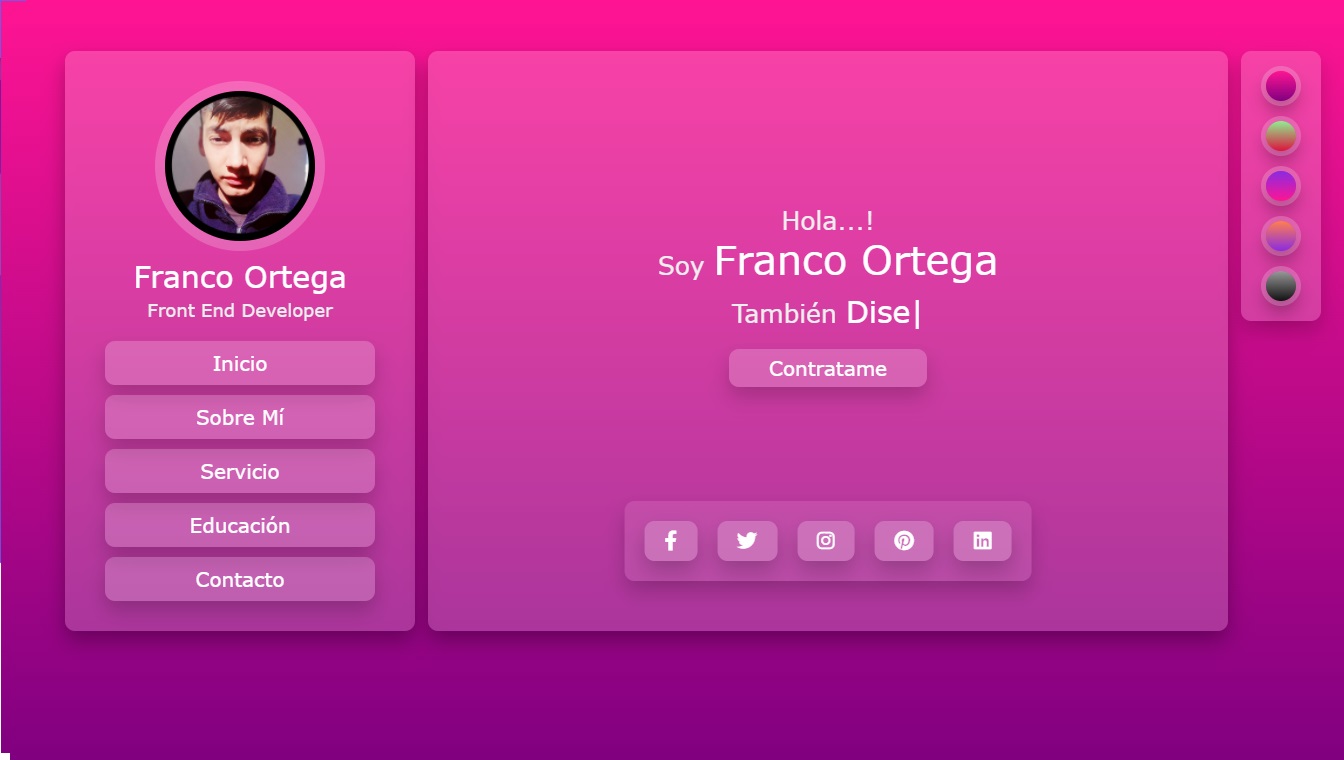 Franco Ortega
Front End Developer
Inicio
Sobre Mí
Servicio
Educación
Contacto
Hola...!
Soy Franco Ortega
También Dise|
Contratame